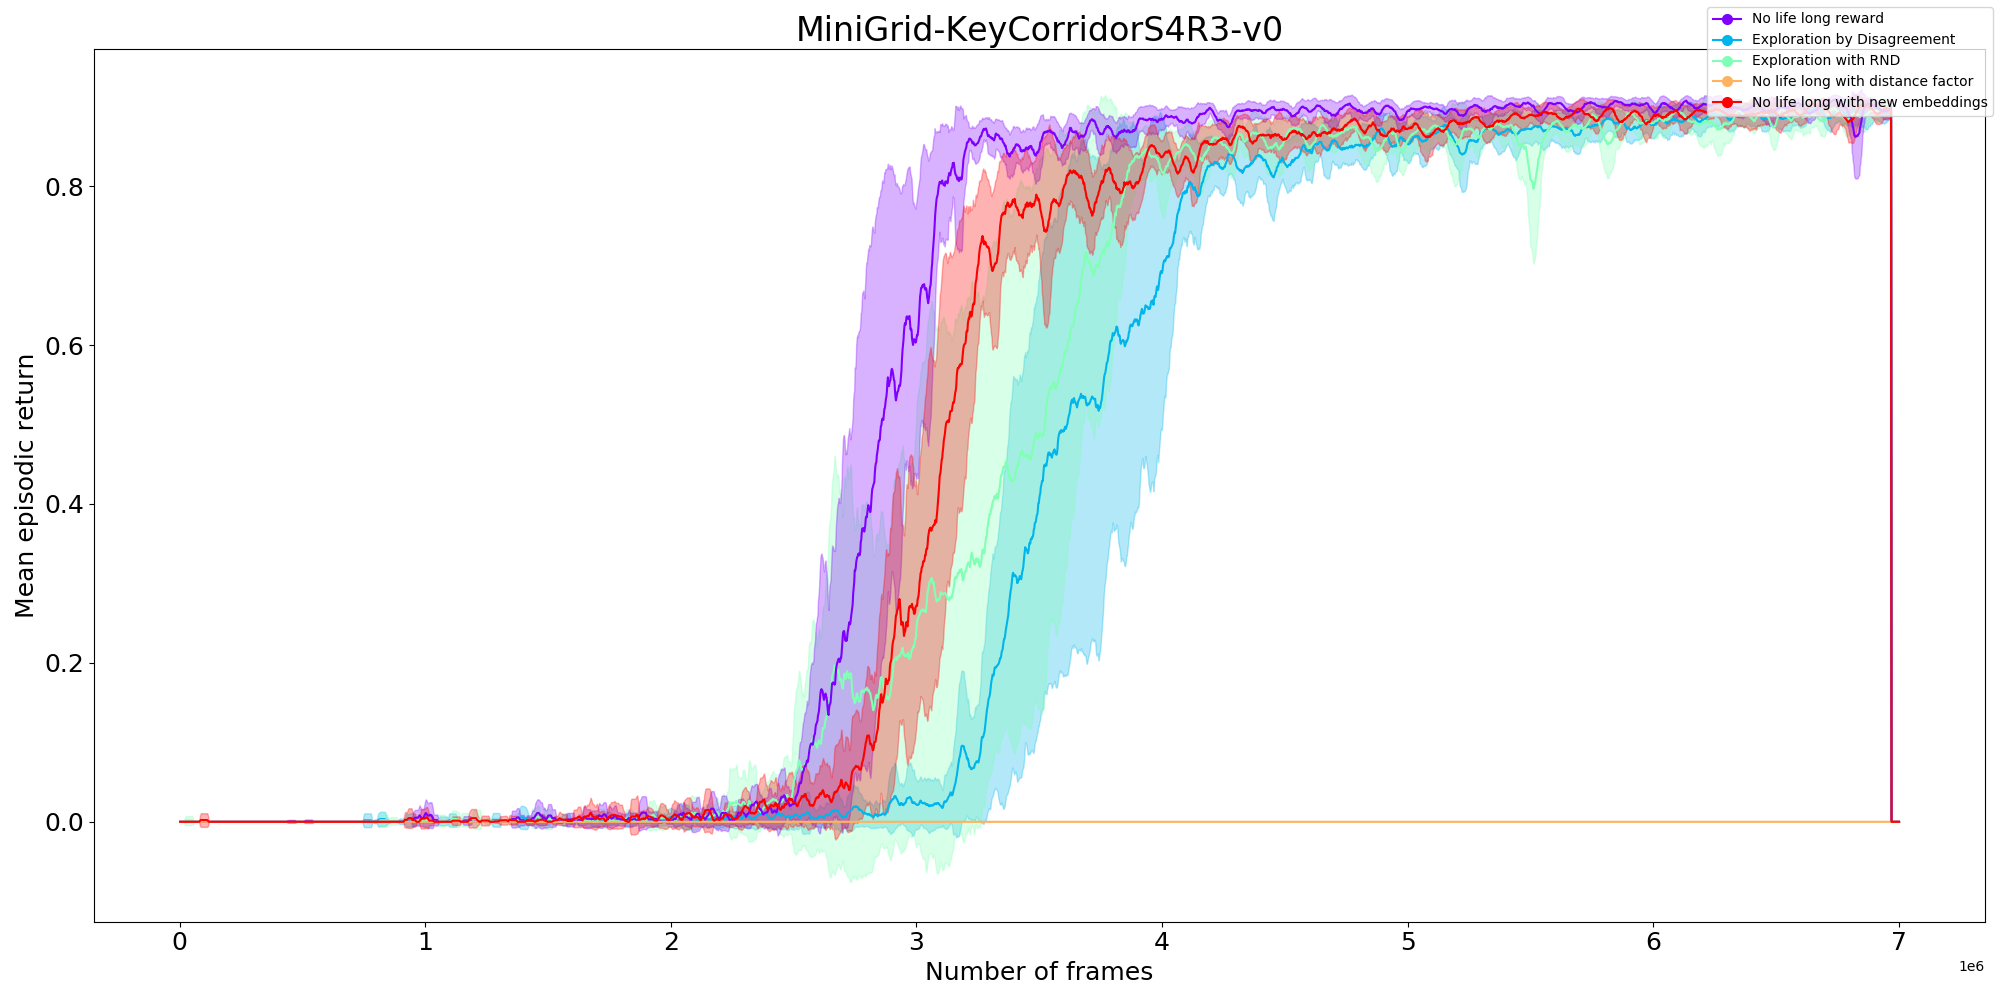 MiniGrid-KeyCorridorS4R3-v0
No life long reward
Exploration by Disagreement
Exploration with RND
No life long with distance factor
No life long with new embeddings
Mean episodic return
0.8
0.6
0.4
0.2
0.0
0 1 2 3 4 5 6 7
1e6
Number of frames